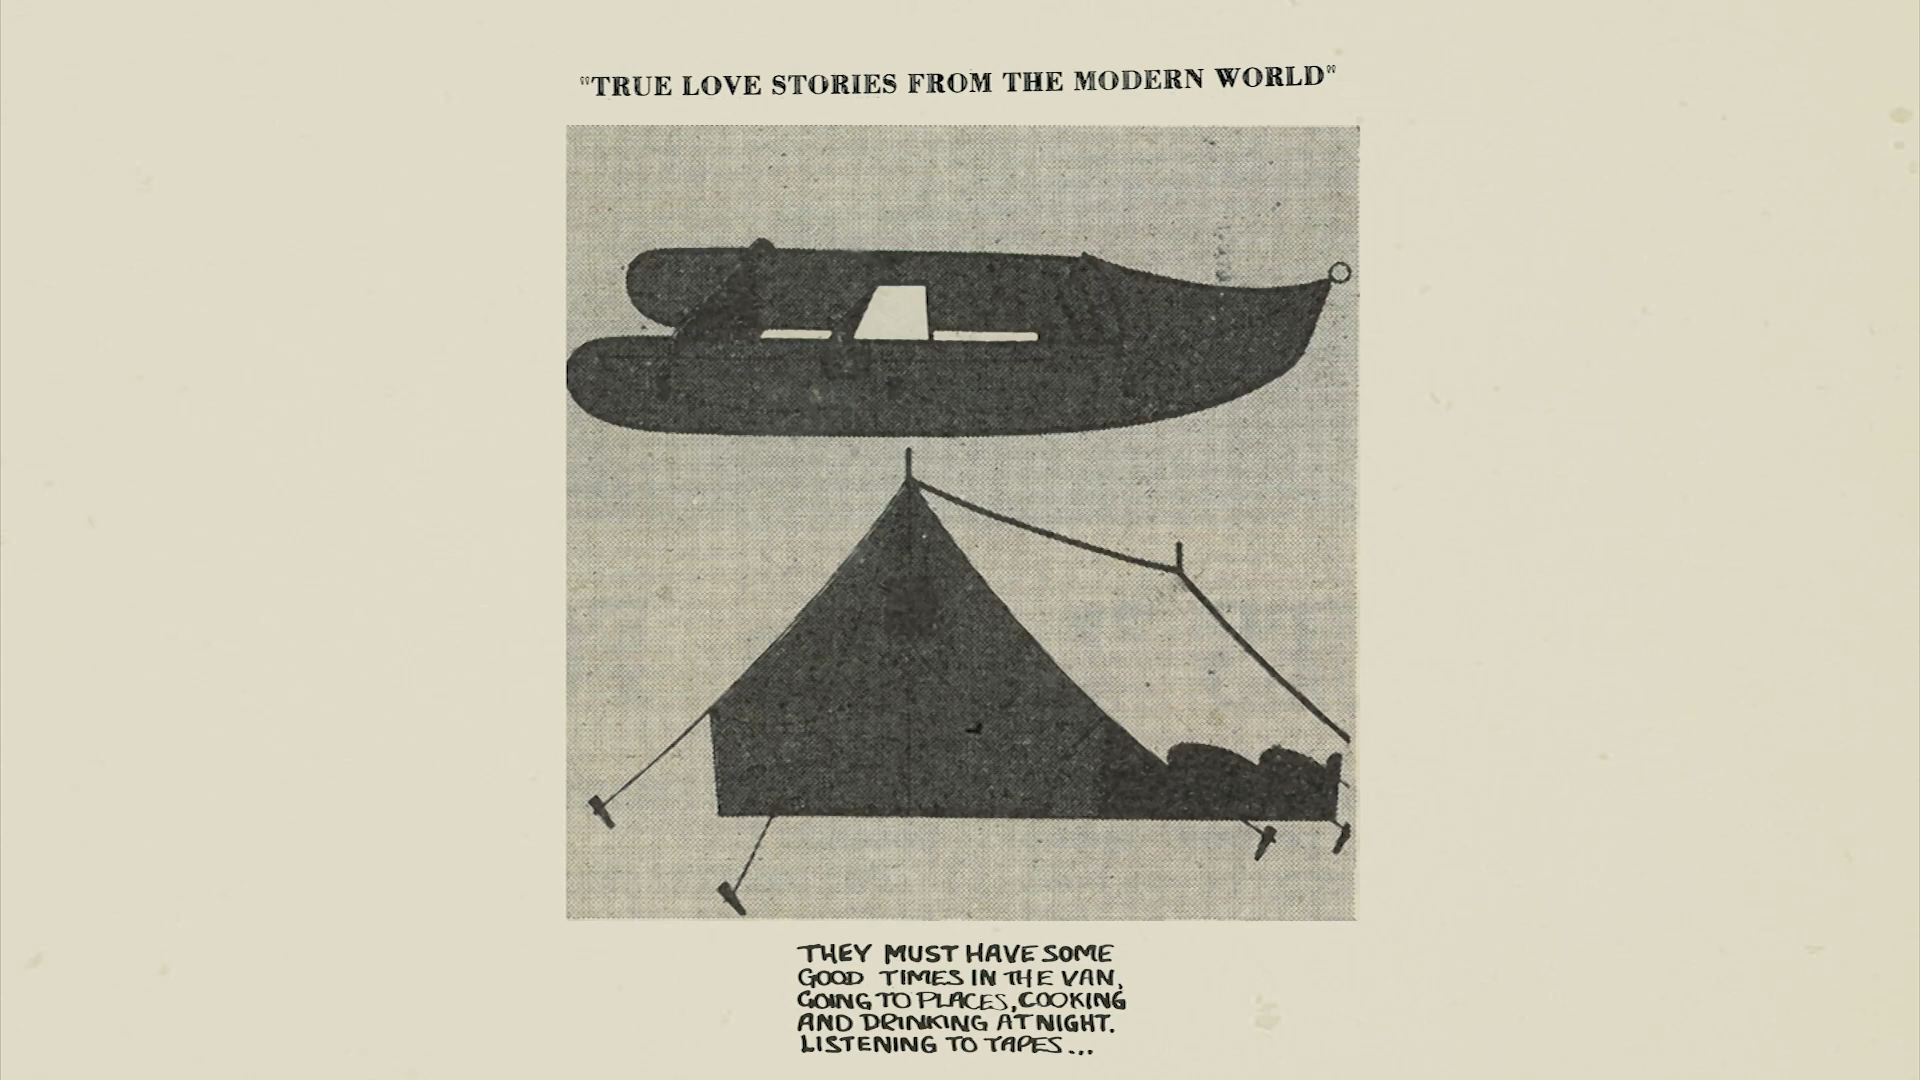 "TRUE LOVE STORIES FROM THE MODERN WORLD"
THEY MUST HAVE SOME
GOOD TIMES IN THE VAN,
GOING TO PLACES, COOKING
AND DRINKING AT NIGHT.
LISTENING TO TAPES...